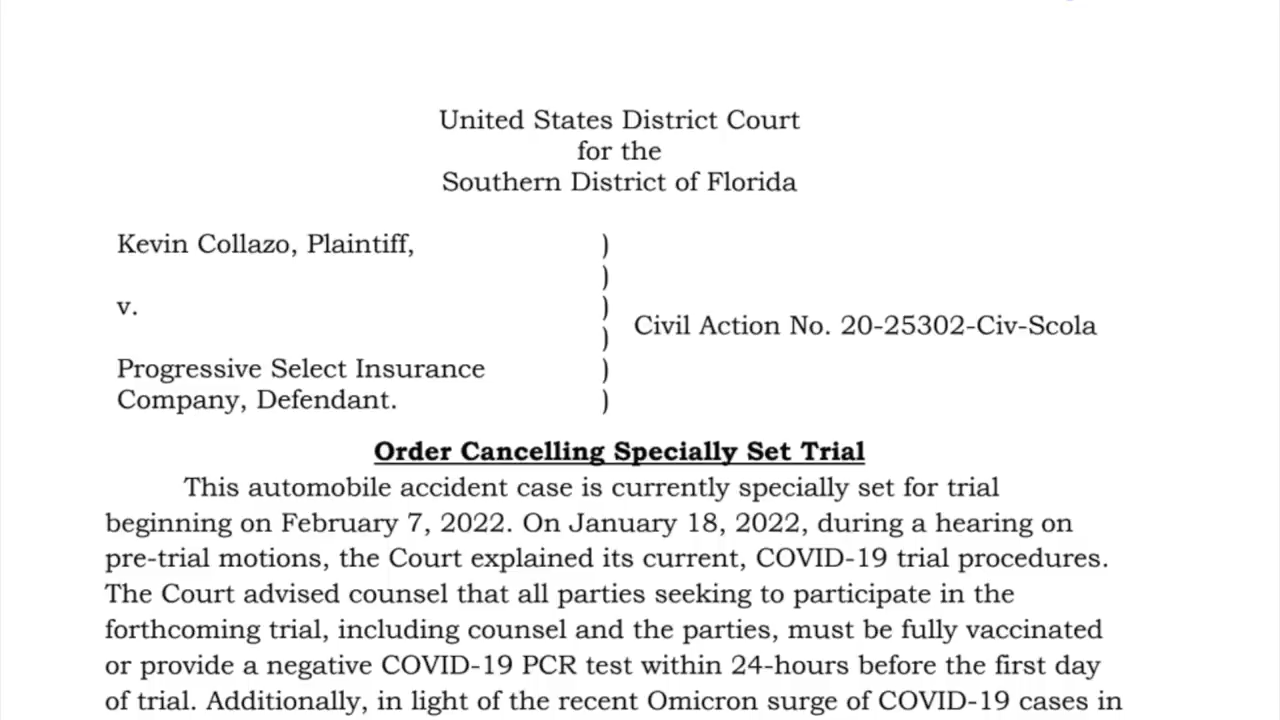 United States District Court
for the
Southern District of Florida
Kevin Collazo, Plaintiff,
v.
Progressive Select Insurance
Company, Defendant.
)
)
)
)
)
)
Civil Action No. 20-25302-Civ-Scola
Order Cancelling Specially Set Trial
This automobile accident case is currently specially set for trial
beginning on February 7, 2022. On January 18, 2022, during a hearing on
pre-trial motions, the Court explained its current, COVID-19 trial procedures.
The Court advised counsel that all parties seeking to participate in the
forthcoming trial, including counsel and the parties, must be fully vaccinated
or provide a negative COVID-19 PCR test within 24-hours before the first day
of trial. Additionally, in light of the recent Omicron surge of COVID-19 cases in